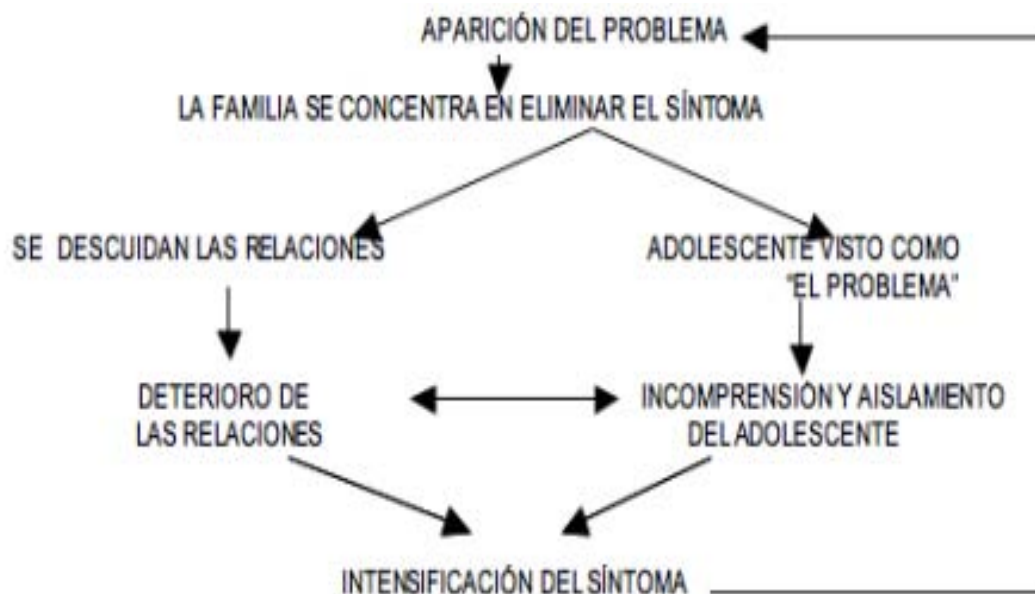 APARICIÓN DEL PROBLEMA
LA FAMILIA SE CONCENTRA EN ELIMINAR EL SÍNTOMA
SE DESCUIDAN LAS RELACIONES
ADOLESCENTE VISTO COMO
"EL PROBLEMA"
DETERIORO DE
LAS RELACIONES
INCOMPRENSIÓN Y AISLAMIENTO
DEL ADOLESCENTE
INTENSIFICACIÓN DEL SÍNTOMA